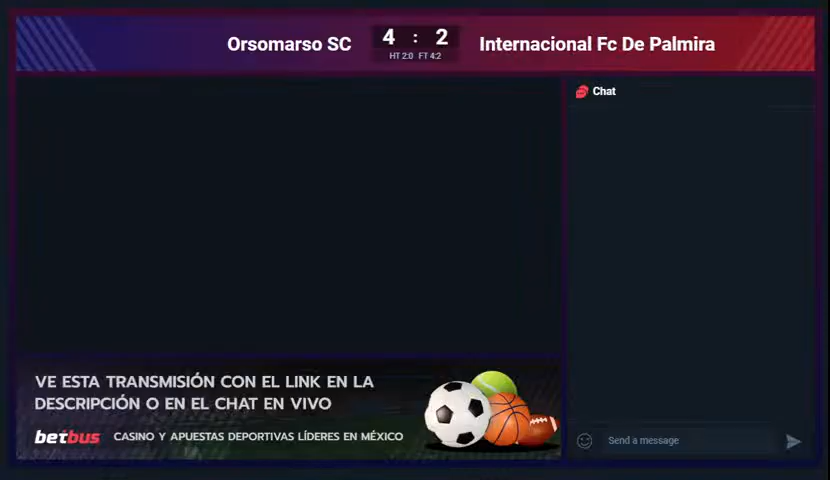 Orsomarso SC
4 : 2
HT 2:0 FT 4:2
Internacional Fc De Palmira
Chat
VE ESTA TRANSMISIÓN CON EL LINK EN LA
DESCRIPCIÓN O EN EL CHAT EN VIVO
betbus CASINO Y APUESTAS DEPORTIVAS LÍDERES EN MÉXICO
Send a message